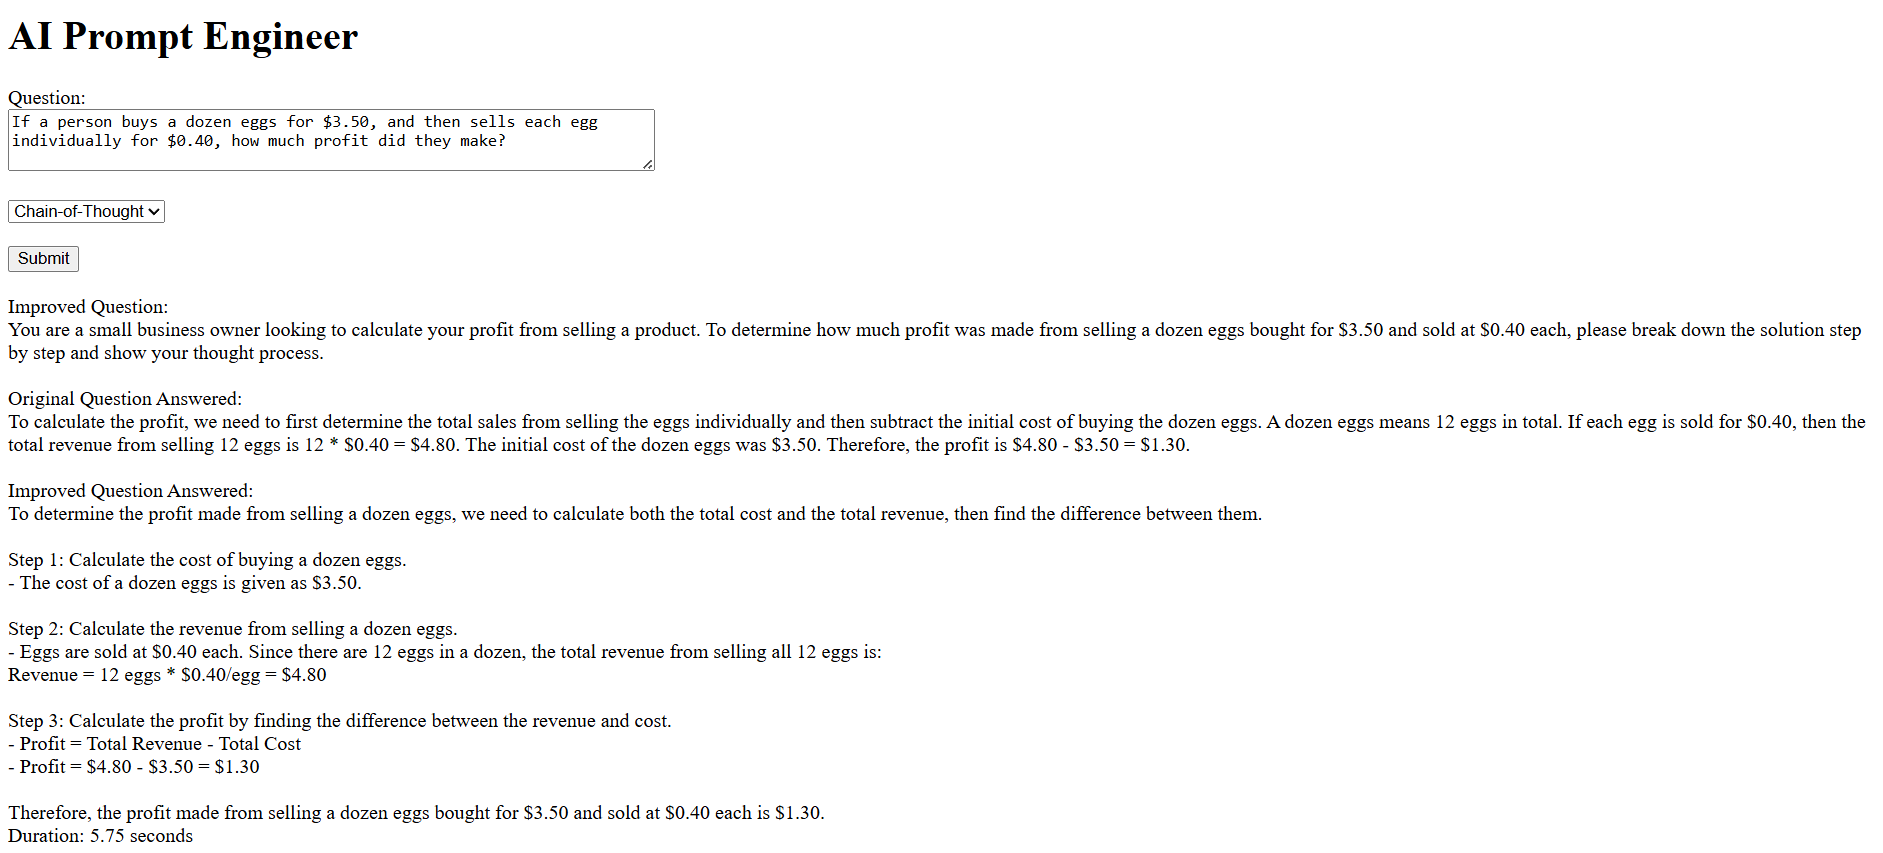 AI Prompt Engineer
Question:
If a person buys a dozen eggs for $3.50, and then sells each egg
individually for $0.40, how much profit did they make?
Chain-of-Thought
Submit
Improved Question:
You are a small business owner looking to calculate your profit from selling a product. To determine how much profit was made from selling a dozen eggs bought for $3.50 and sold at $0.40 each, please break down the solution step
by step and show your thought process.
Original Question Answered:
To calculate the profit, we need to first determine the total sales from selling the eggs individually and then subtract the initial cost of buying the dozen eggs. A dozen eggs means 12 eggs in total. If each egg is sold for $0.40, then the
total revenue from selling 12 eggs is 12 * $0.40 = $4.80. The initial cost of the dozen eggs was $3.50. Therefore, the profit is $4.80 - $3.50 = $1.30.
Improved Question Answered:
To determine the profit made from selling a dozen eggs, we need to calculate both the total cost and the total revenue, then find the difference between them.
Step 1: Calculate the cost of buying a dozen eggs.
- The cost of a dozen eggs is given as $3.50.
Step 2: Calculate the revenue from selling a dozen eggs.
- Eggs are sold at $0.40 each. Since there are 12 eggs in a dozen, the total revenue from selling all 12 eggs is:
Revenue = 12 eggs * $0.40/egg = $4.80
Step 3: Calculate the profit by finding the difference between the revenue and cost.
- Profit = Total Revenue - Total Cost
- Profit = $4.80 - $3.50 = $1.30
Therefore, the profit made from selling a dozen eggs bought for $3.50 and sold at $0.40 each is $1.30.
Duration: 5.75 seconds